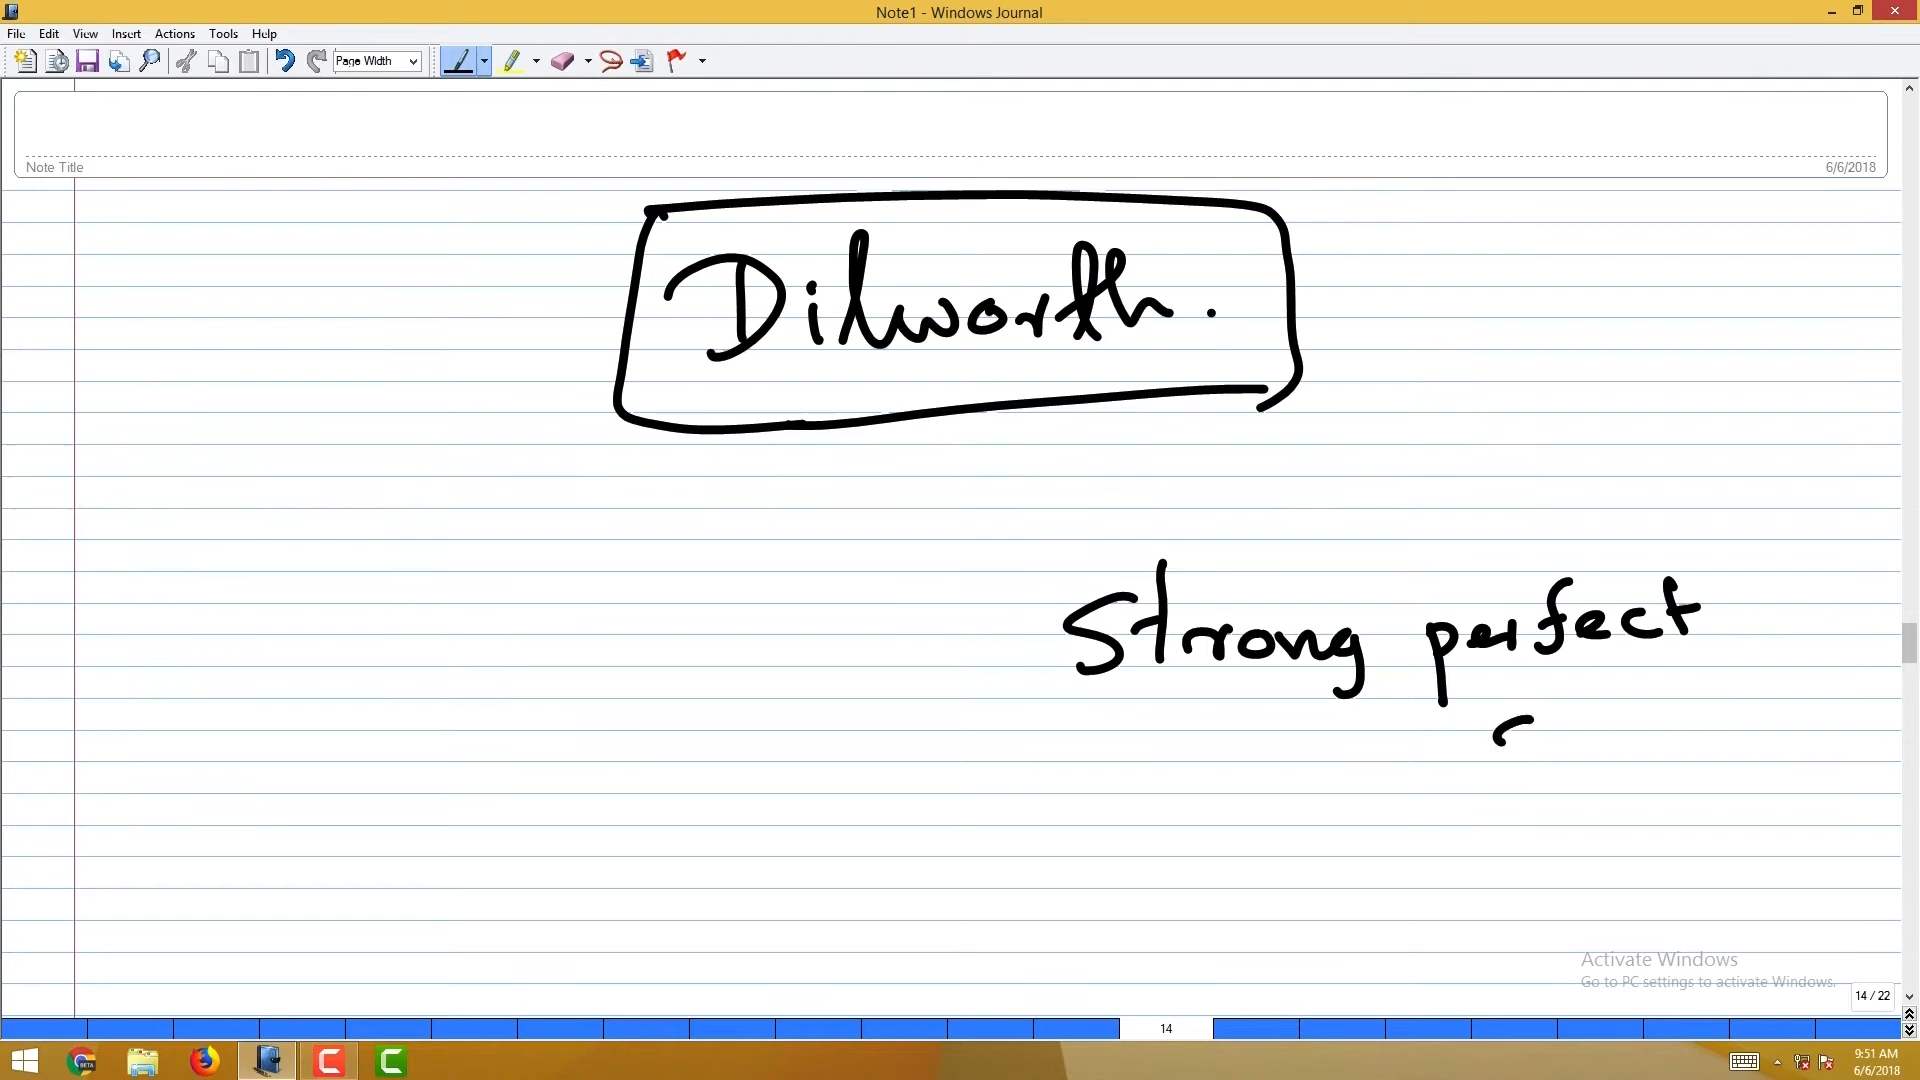 Note1 - Windows Journal
File Edit View Insert Actions Tools Help
Page Width
Note Title 6/6/2018
Dilworth.
Strong perfect
Activate Windows
Go to PC settings to activate Windows.
14 / 22
14
BETA
9:51 AM
6/6/2018